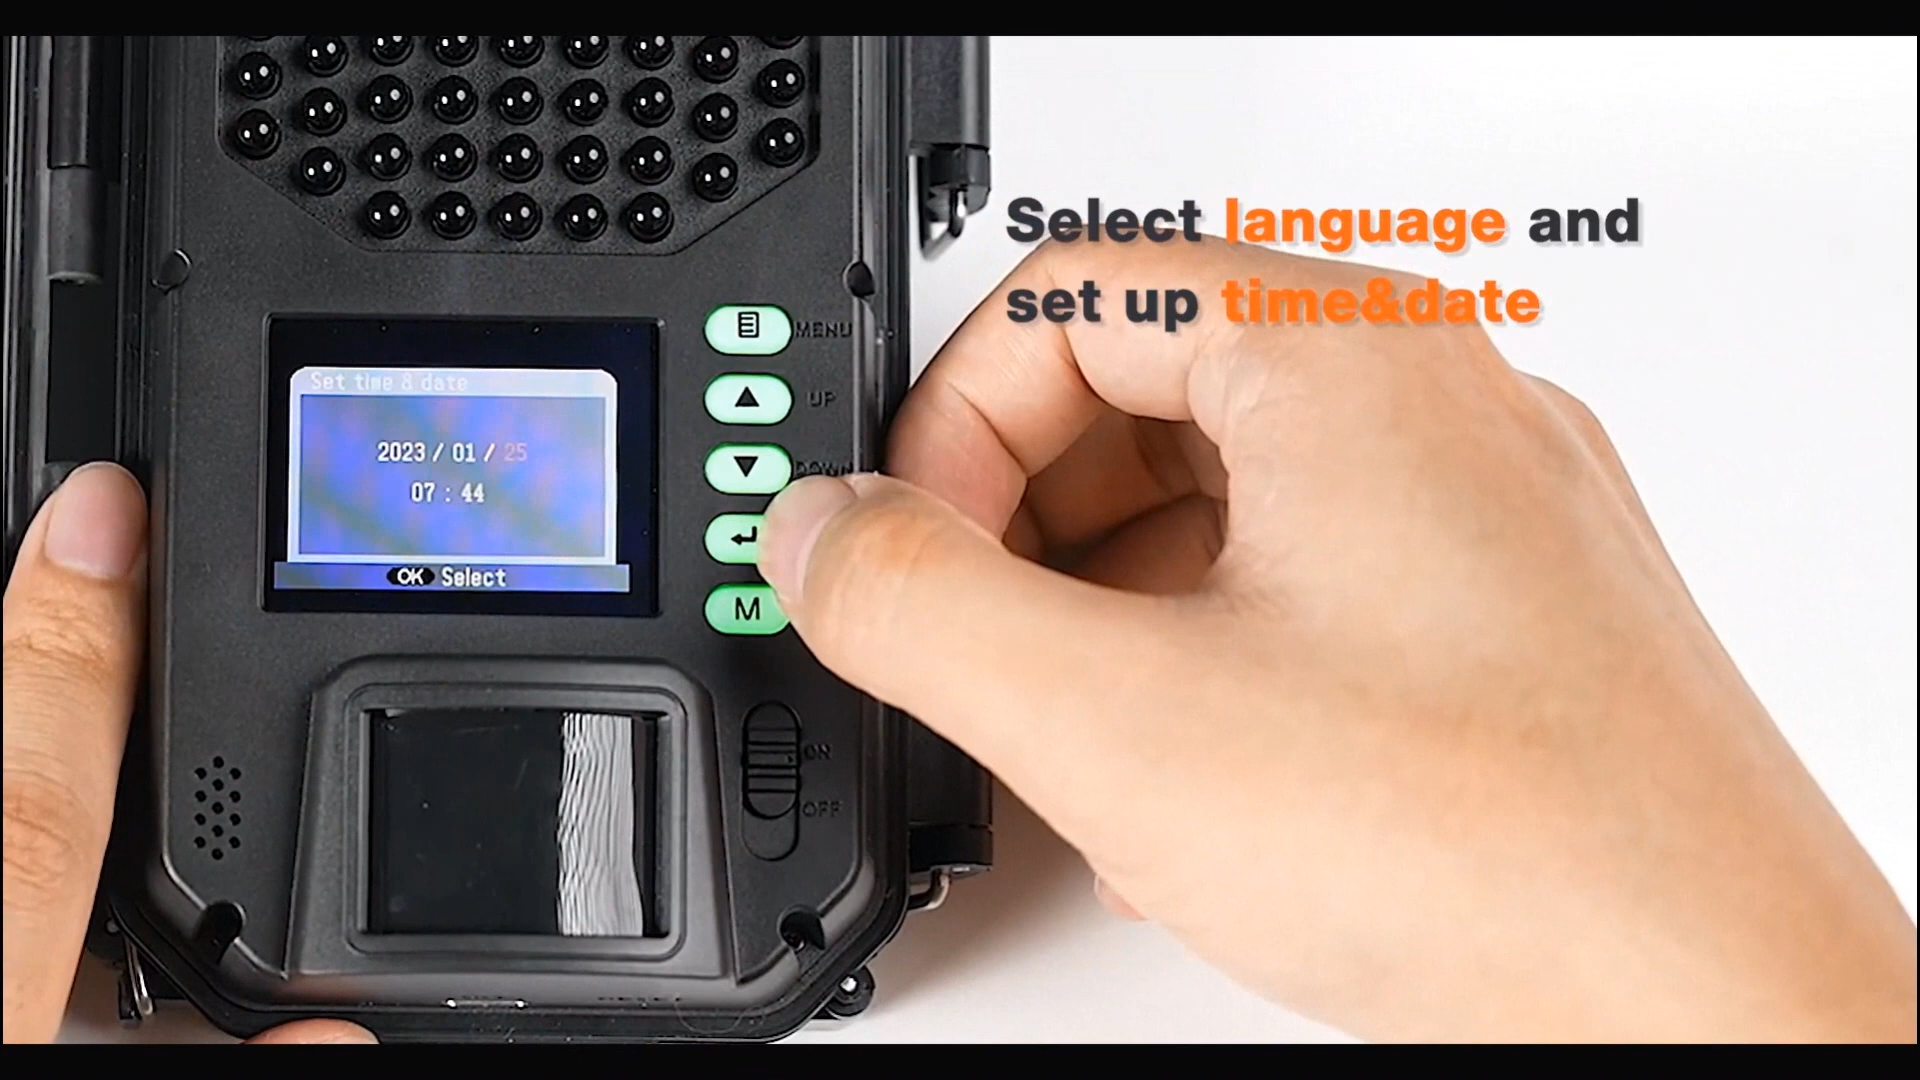 Select language and
set up time&date
MENU
UP
DOWN
M
Set time & date
2023 / 01 / 25
07 : 44
OK Select
ON
OFF